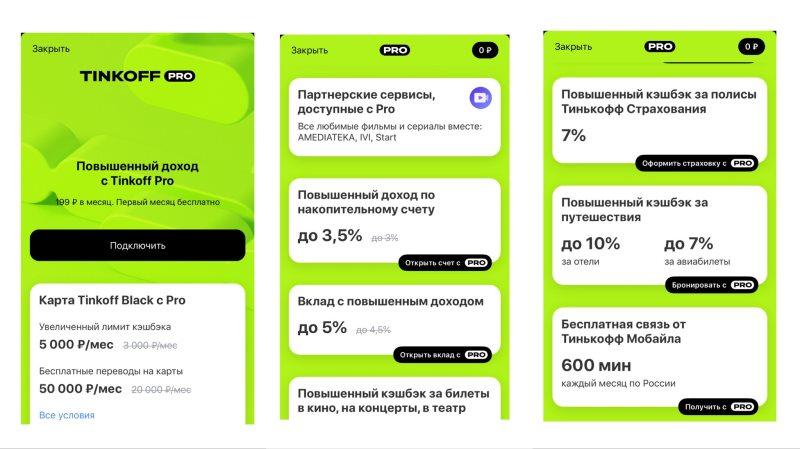 Закрыть
TINKOFF PRO
Повышенный доход
с Tinkoff Pro
199 ₽ в месяц. Первый месяц бесплатно
Подключить
Карта Tinkoff Black с Pro
Увеличенный лимит кэшбэка
5 000 ₽/мес 3 000 ₽/мес
Бесплатные переводы на карты
50 000 ₽/мес 20 000 ₽/мес
Все условия
Закрыть PRO 0 ₽
Партнерские сервисы,
доступные с Pro
Все любимые фильмы и сериалы вместе:
AMEDIATEKA, IVI, Start
Повышенный доход по
накопительному счету
до 3,5% до 3%
Открыть счет с PRO
Вклад с повышенным доходом
до 5% до 4,5%
Открыть вклад с PRO
Повышенный кэшбэк за билеты
в кино, на концерты, в театр
Закрыть PRO 0 ₽
Повышенный кэшбэк за полисы
Тинькофф Страхования
7%
Оформить страховку с PRO
Повышенный кэшбэк за
путешествия
до 10% до 7%
за отели за авиабилеты
Бронировать с PRO
Бесплатная связь от
Тинькофф Мобайла
600 мин
каждый месяц по России
Получить с PRO